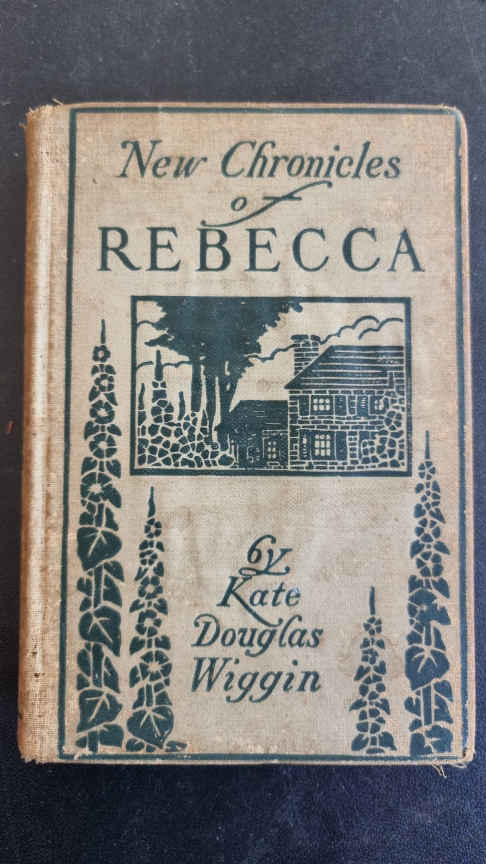 New Chronicles
of
REBECCA
by
Kate
Douglas
Wiggin